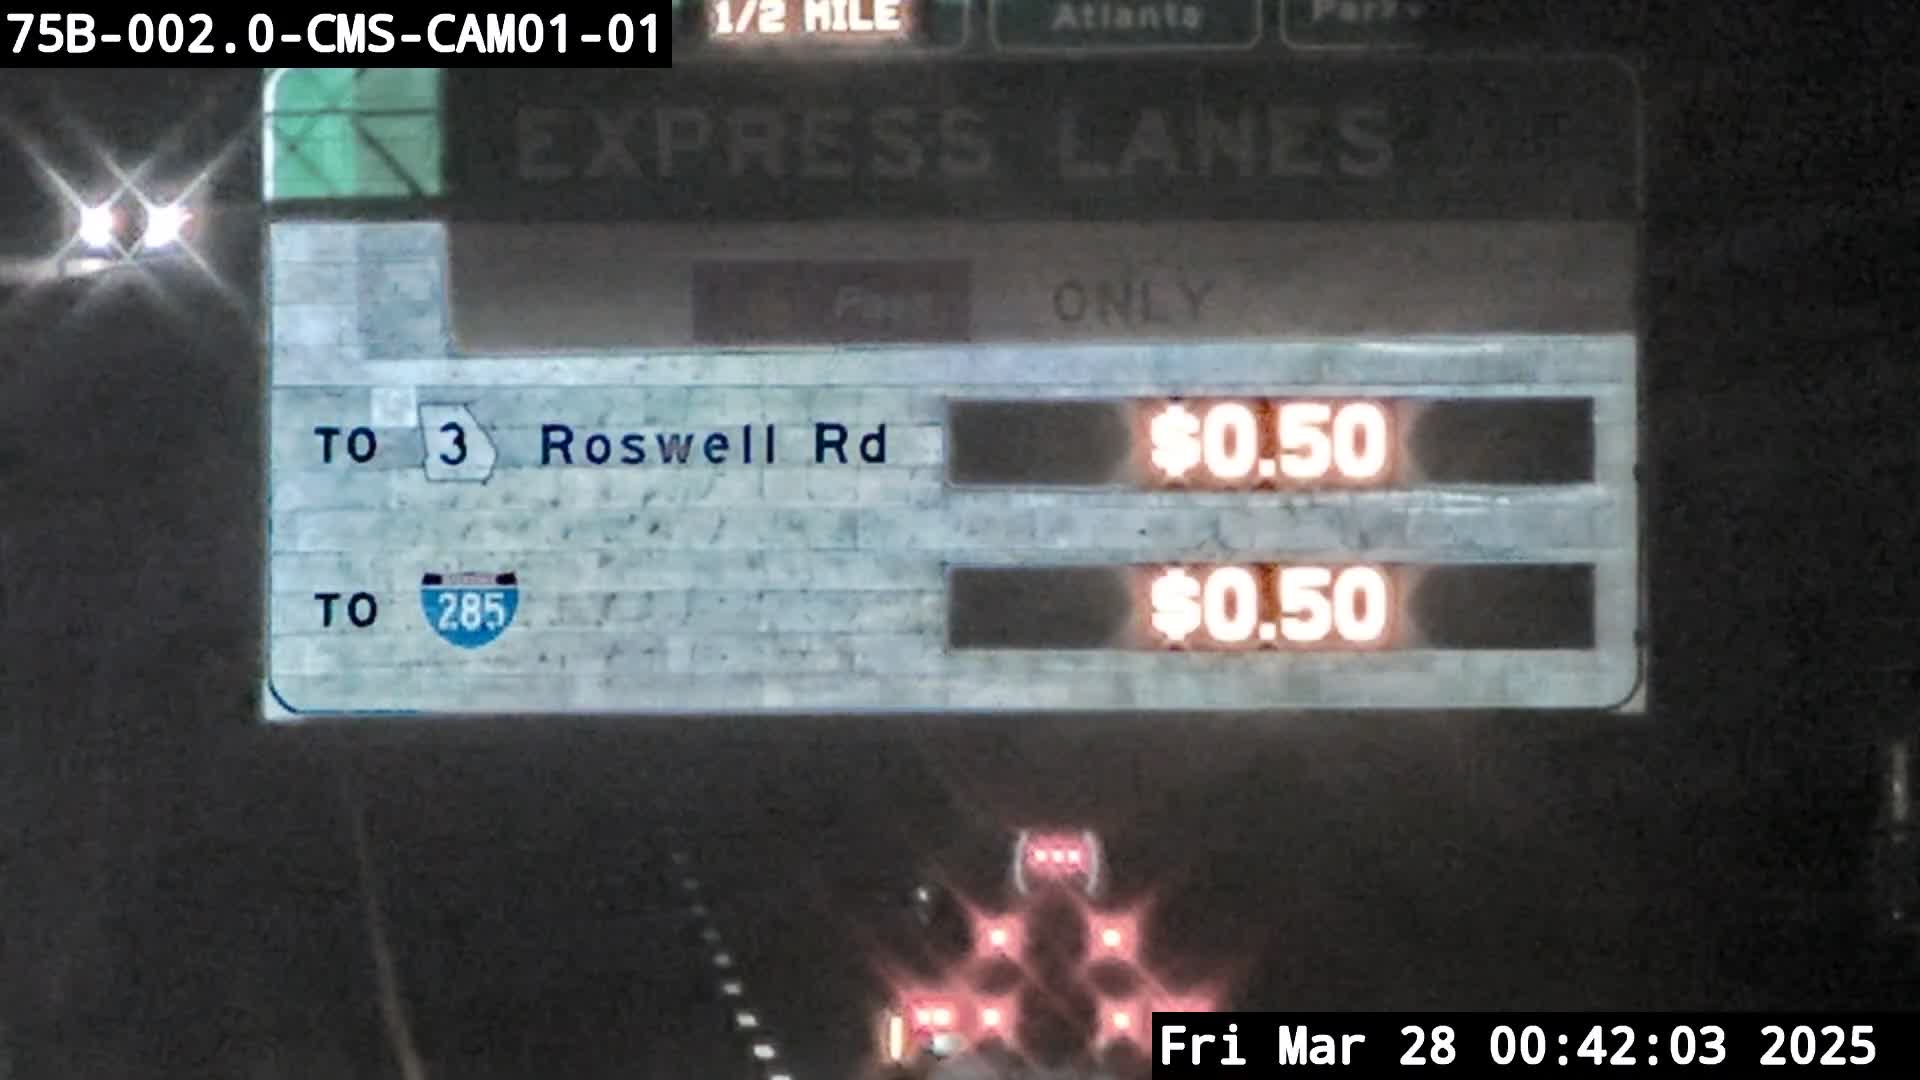 75B-002.0-CMS-CAM01-01
1/2 MILE
Atlanta
EXPRESS LANES
ONLY
TO 3 Roswell Rd $0.50
TO 285 $0.50
Fri Mar 28 00:42:03 2025